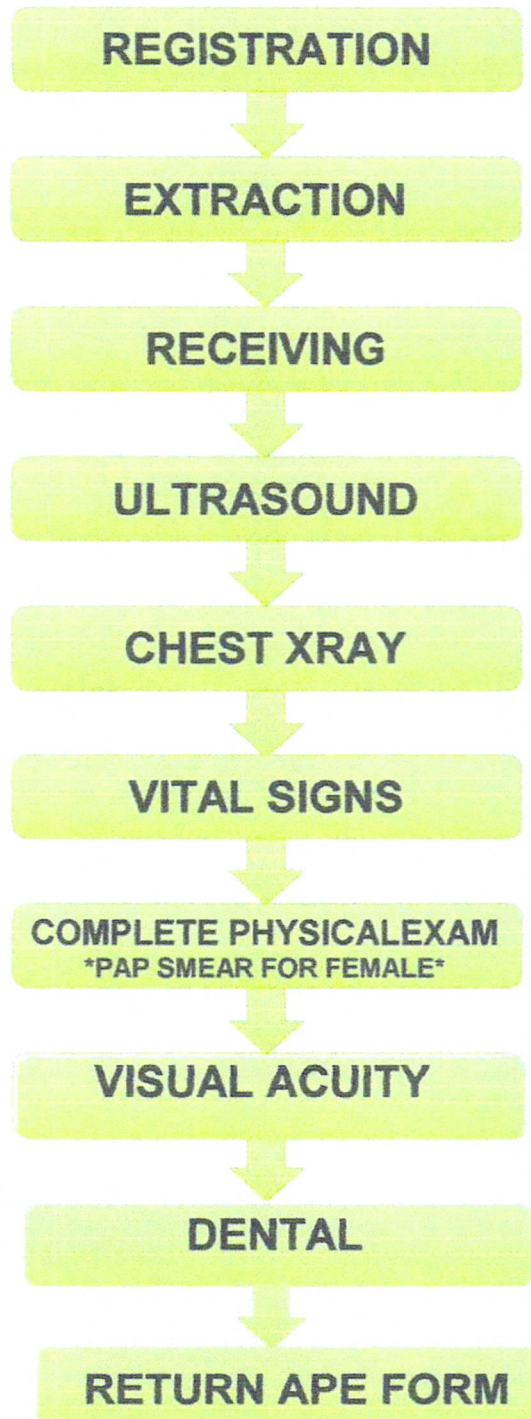 REGISTRATION
EXTRACTION
RECEIVING
ULTRASOUND
CHEST XRAY
VITAL SIGNS
COMPLETE PHYSICALEXAM
*PAP SMEAR FOR FEMALE*
VISUAL ACUITY
DENTAL
RETURN APE FORM